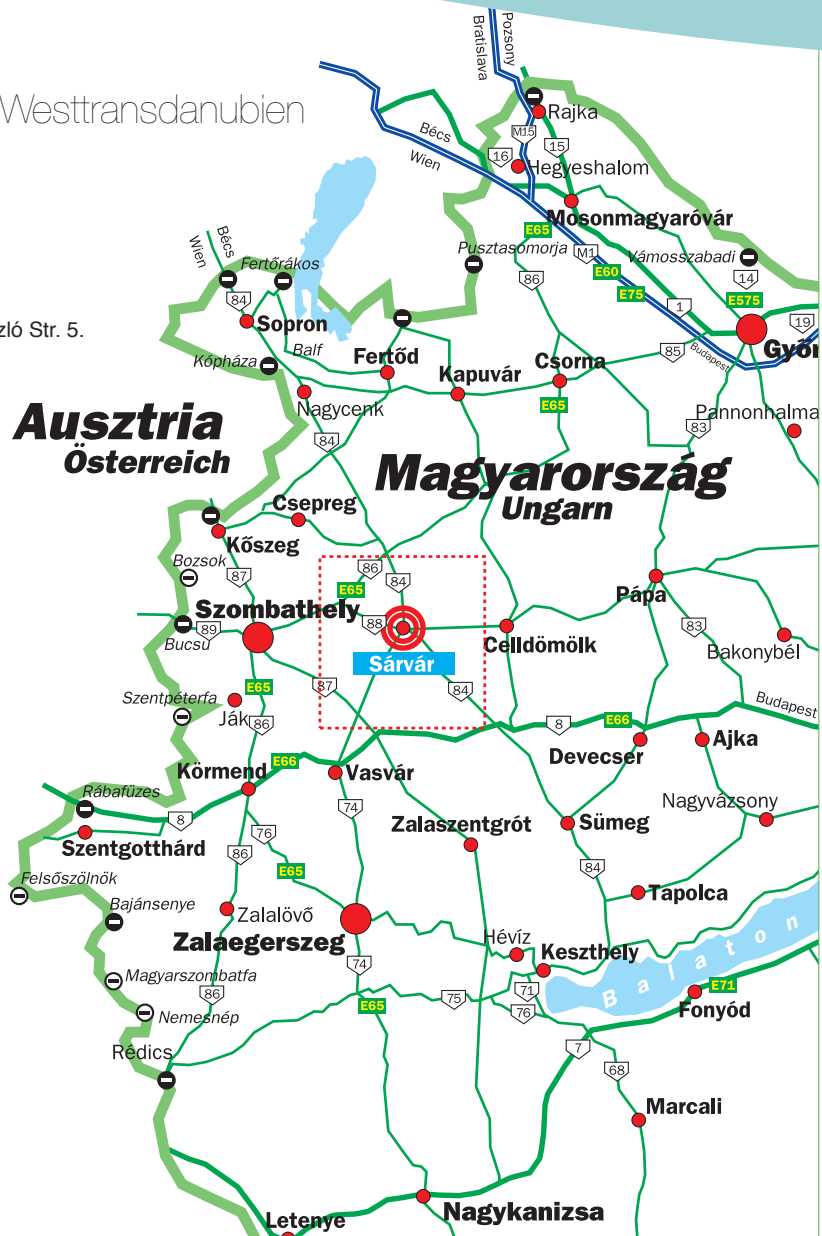 Westtransdanubien
zló Str. 5.
Pozsony
Bratislava
Rajka
Bécs
Wien
M15
15
16
Hegyeshalom
Mosonmagyaróvár
E65
Pusztasomorja
M1
Vámosszabadi
86
E60
14
E75
E575
1
19
Bécs
Wien
Fertőrákos
84
Sopron
Balf
Kópháza
Fertőd
Kapuvár
Csorna
85
Budapest
Győr
E65
Nagycenk
84
Pannonhalma
83
Ausztria
Österreich
Magyarország
Ungarn
Csepreg
Kőszeg
Bozsok
87
86
84
E65
Szombathely
88
89
Bucsu
Sárvár
Celldömölk
Pápa
83
Bakonybél
Szentpéterfa
E65
87
84
Ják
86
8
E66
Budapest
Devecser
Ajka
E66
Körmend
Vasvár
Rábafüzes
8
74
Nagyvázsony
Szentgotthárd
76
86
Zalaszentgrót
Sümeg
E65
84
Felsőszölnök
Tapolca
Bajánsenye
Zalalövő
Zalaegerszeg
Hévíz
Keszthely
Balaton
74
Magyarszombatfa
86
71
75
E71
E65
76
Fonyód
Nemesnép
Rédics
7
68
Marcali
Nagykanizsa
Letenye